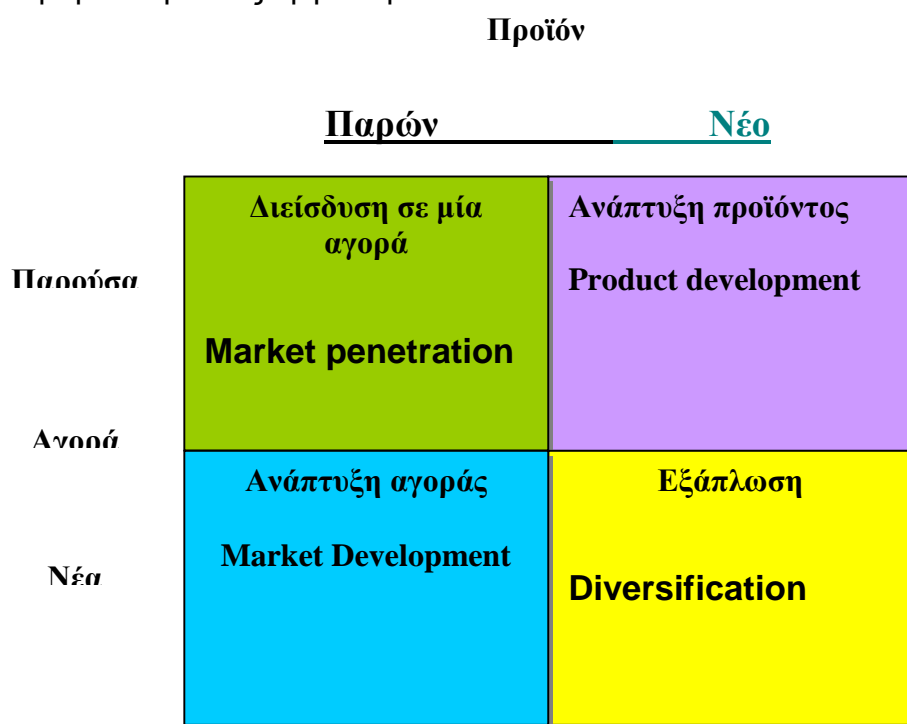 Προϊόν
Παρών Νέο
Διείσδυση σε μία
αγορά
Ανάπτυξη προϊόντος
Παρούσα
Product development
Market penetration
Αγορά
Ανάπτυξη αγοράς
Εξάπλωση
Market Development
Νέα
Diversification